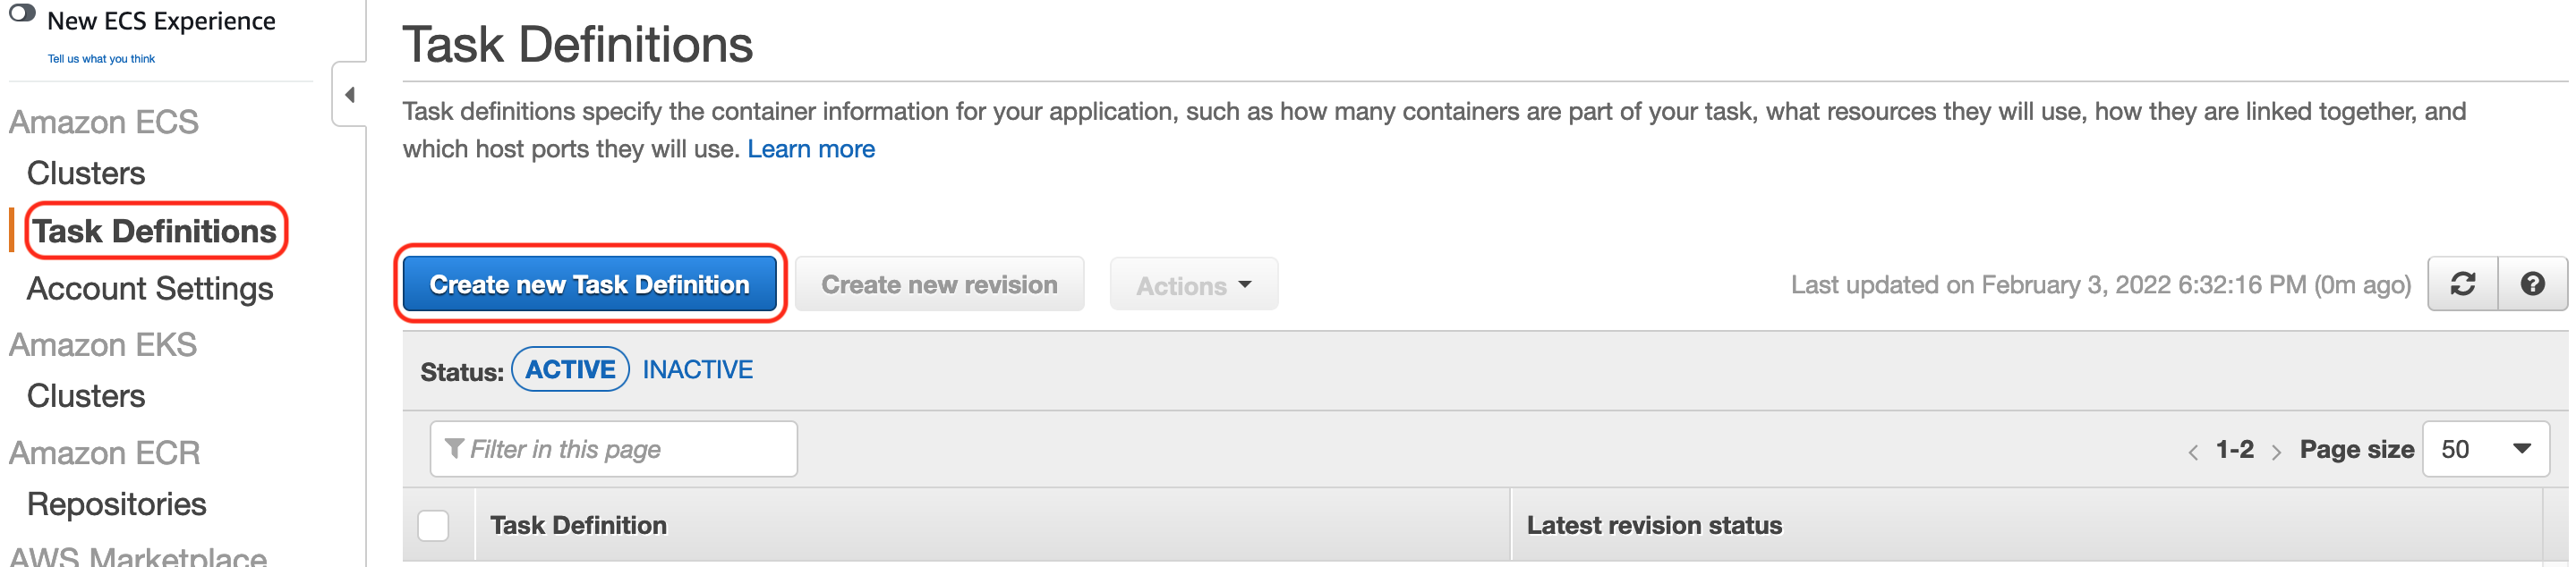 New ECS Experience
Tell us what you think
Amazon ECS
Clusters
Task Definitions
Account Settings
Amazon EKS
Clusters
Amazon ECR
Repositories
AWS Marketplace
Task Definitions
Task definitions specify the container information for your application, such as how many containers are part of your task, what resources they will use, how they are linked together, and
which host ports they will use. Learn more
Create new Task Definition Create new revision Actions Last updated on February 3, 2022 6:32:16 PM (0m ago)
Status: ACTIVE INACTIVE
Filter in this page < 1-2 > Page size 50
Task Definition Latest revision status